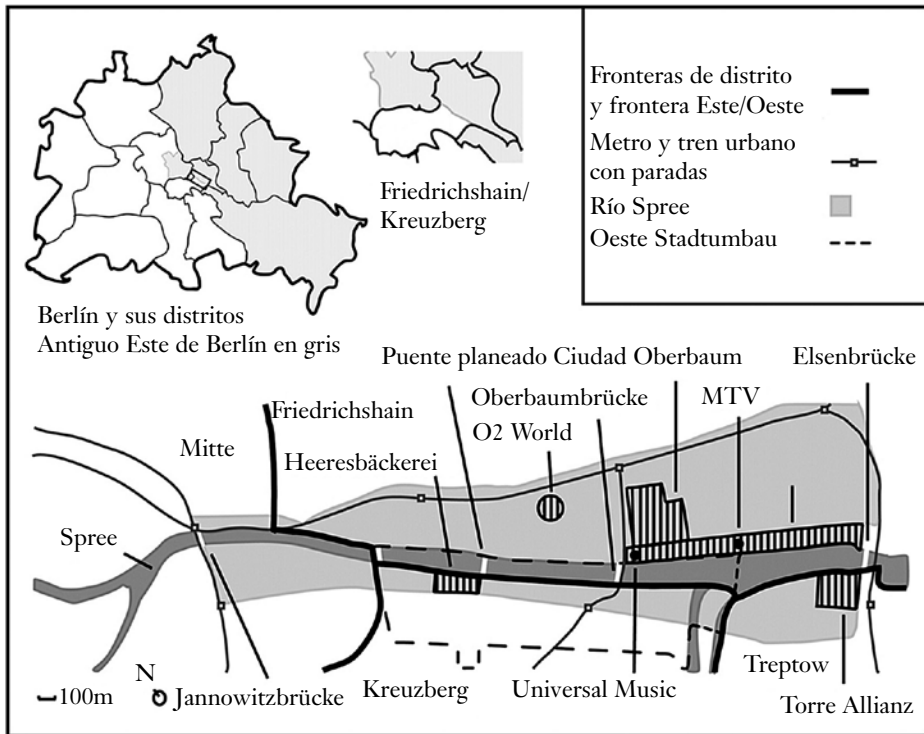 Friedrichshain/
Kreuzberg
Berlín y sus distritos
Antiguo Este de Berlín en gris
Fronteras de distrito
y frontera Este/Oeste
Metro y tren urbano
con paradas
Río Spree
Oeste Stadtumbau
Puente planeado Ciudad Oberbaum
Elsenbrücke
Friedrichshain
Oberbaumbrücke
MTV
Mitte
O2 World
Heeresbäckerei
Spree
N
100m
Jannowitzbrücke
Kreuzberg
Universal Music
Treptow
Torre Allianz